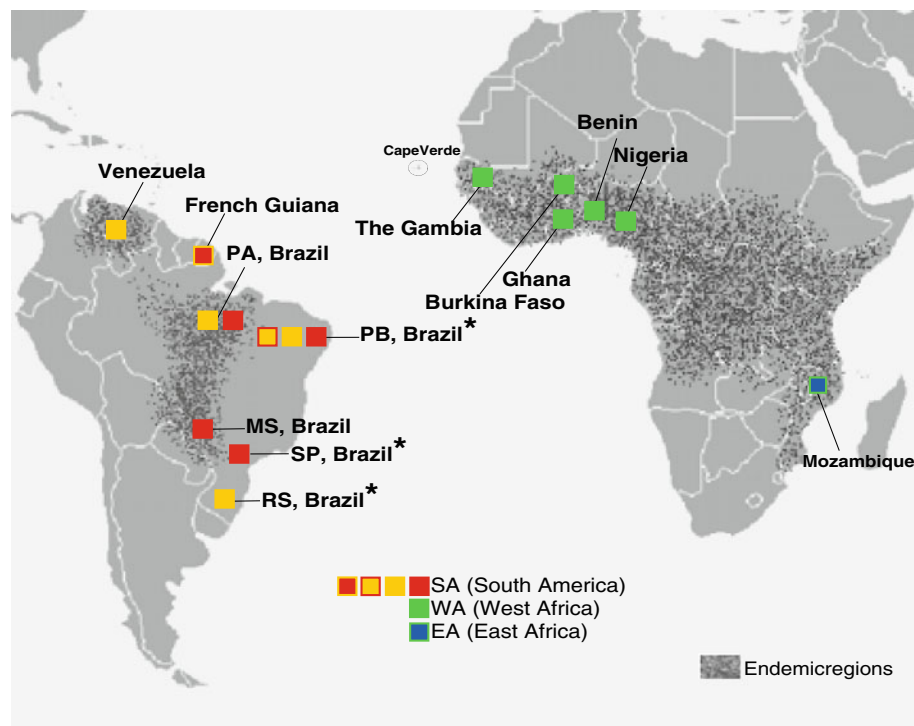 Benin
CapeVerde
Nigeria
Venezuela
French Guiana
The Gambia
PA, Brazil
Ghana
Burkina Faso
PB, Brazil*
MS, Brazil
SP, Brazil*
Mozambique
RS, Brazil*
SA (South America)
WA (West Africa)
EA (East Africa)
Endemicregions